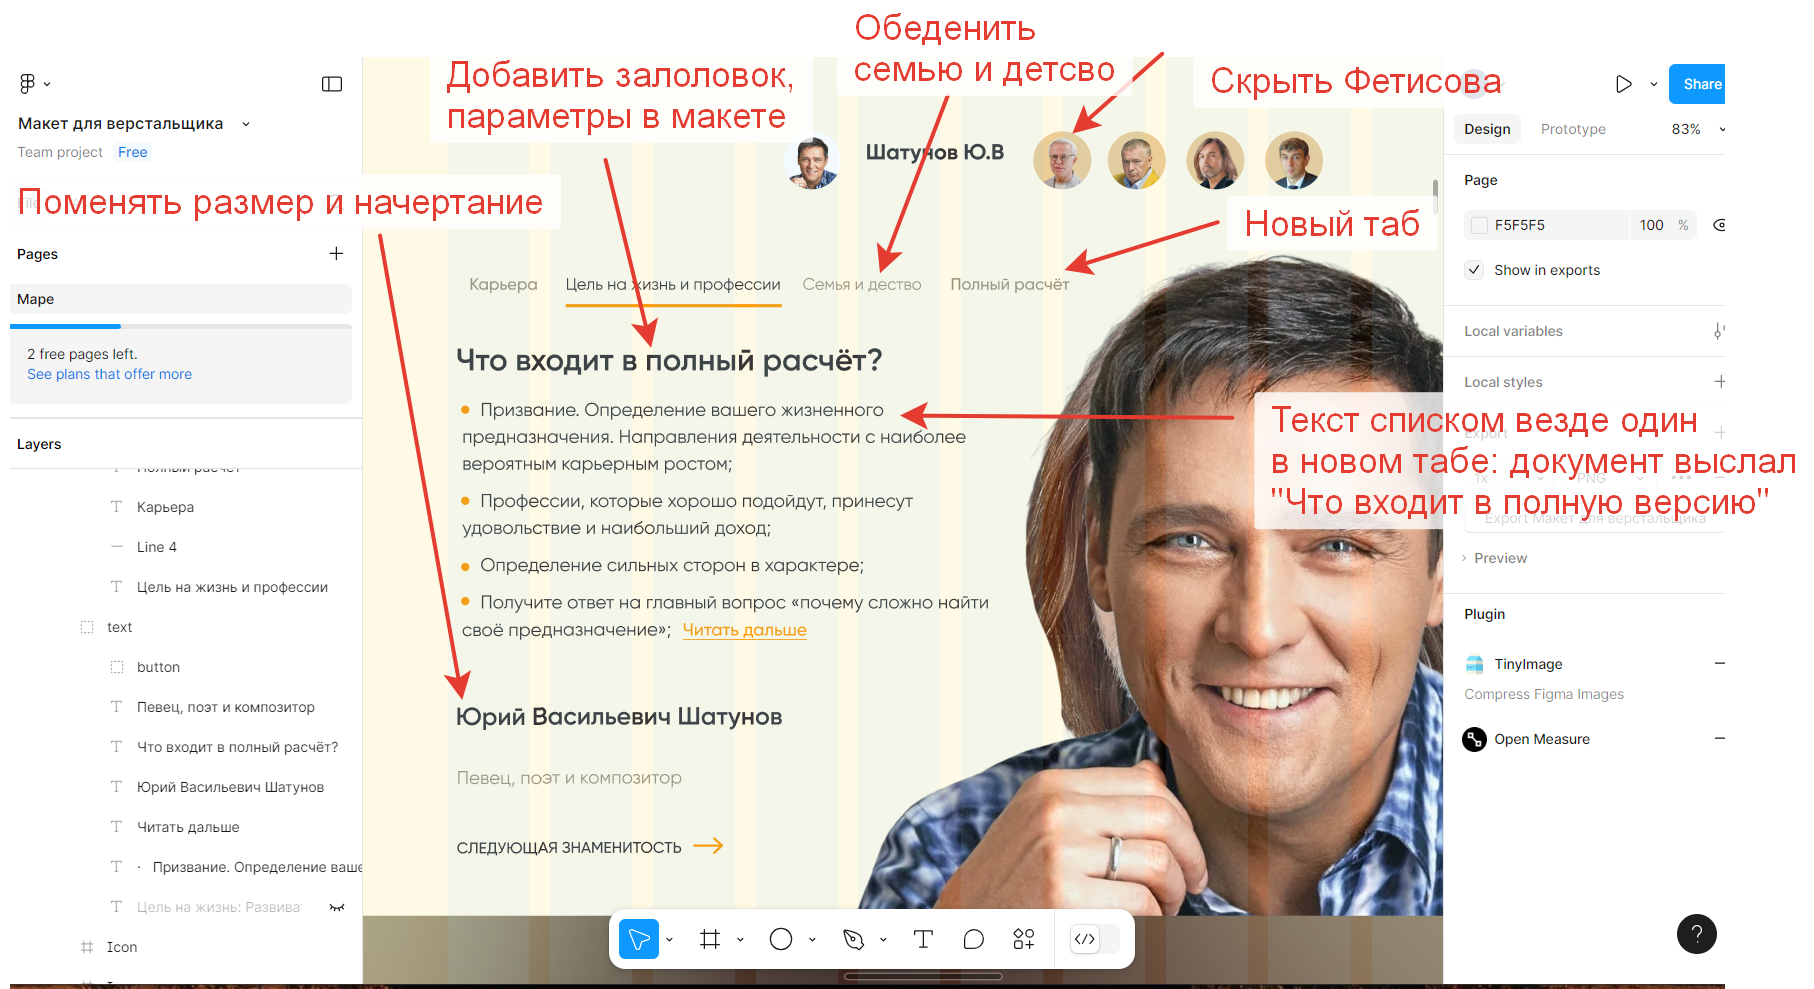 Обеденить
семью и детсво
Добавить залоловок,
параметры в макете
Скрыть Фетисова
Share
Макет для верстальщика
Team project Free
Design Prototype 83%
Шатунов Ю.В
Page
Поменять размер и начертание
Новый таб
F5F5F5 100 %
Pages
Show in exports
Mape
Карьера Цель на жизнь и профессии Семья и дество Полный расчёт
Local variables
2 free pages left.
See plans that offer more
Что входит в полный расчёт?
Local styles
Призвание. Определение вашего жизненного
предназначения. Направления деятельности с наиболее
вероятным карьерным ростом;
Текст списком везде один
в новом табе: документ выслал
"Что входит в полную версию"
Export
1x PNG
Export Макет для верстальщика
Layers
Полный расчёт
Карьера
Профессии, которые хорошо подойдут, принесут
удовольствие и наибольший доход;
Line 4
Preview
Определение сильных сторон в характере;
Цель на жизнь и профессии
Получите ответ на главный вопрос «почему сложно найти
своё предназначение»; Читать дальше
Plugin
text
button
TinyImage
Compress Figma Images
Певец, поэт и композитор
Юрий Васильевич Шатунов
Open Measure
Что входит в полный расчёт?
Певец, поэт и композитор
Юрий Васильевич Шатунов
Читать дальше
СЛЕДУЮЩАЯ ЗНАМЕНИТОСТЬ
· Призвание. Определение ваше
Цель на жизнь: Развива
Icon